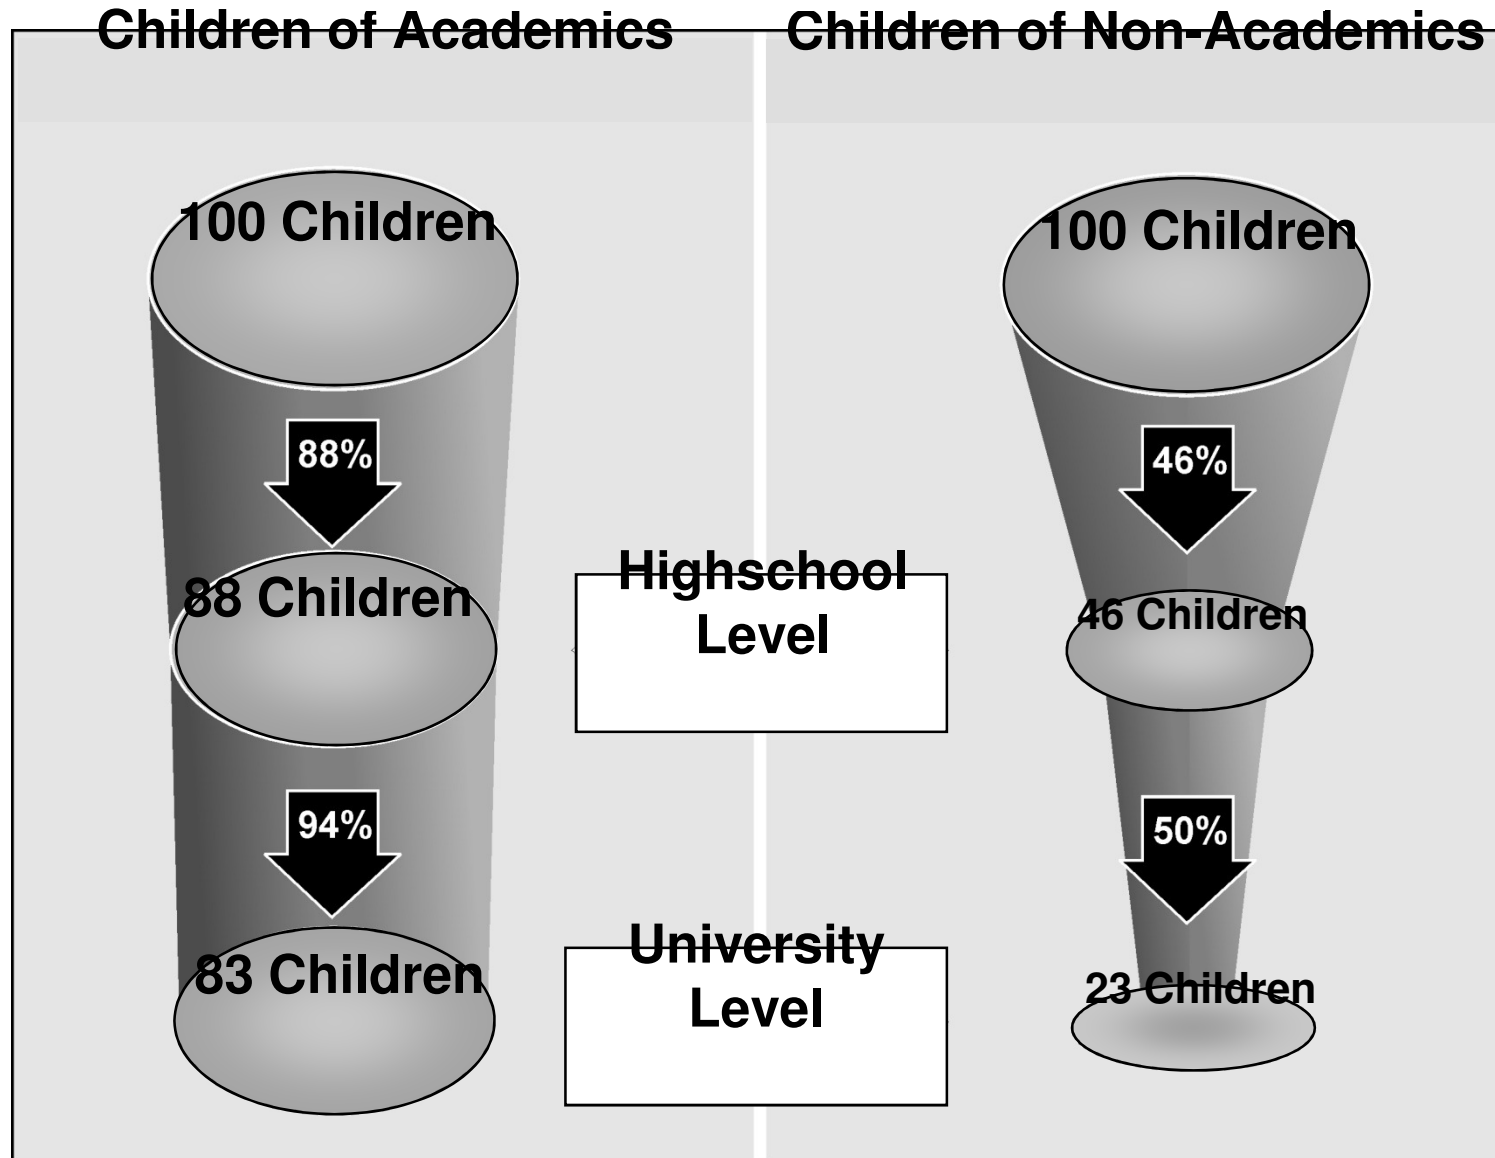 Children of Academics
Children of Non-Academics
100 Children
100 Children
88%
46%
Highschool
Level
88 Children
46 Children
94%
50%
University
Level
83 Children
23 Children